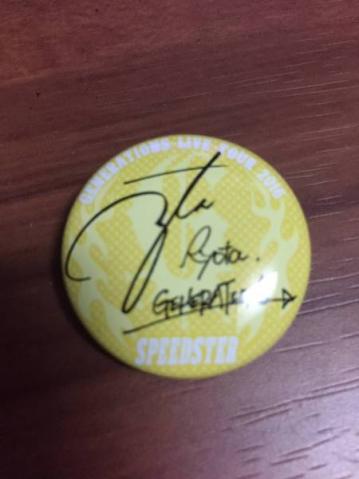 GENERATIONS LIVE TOUR 2016
Ryota.
GENERATIONS
SPEEDSTER